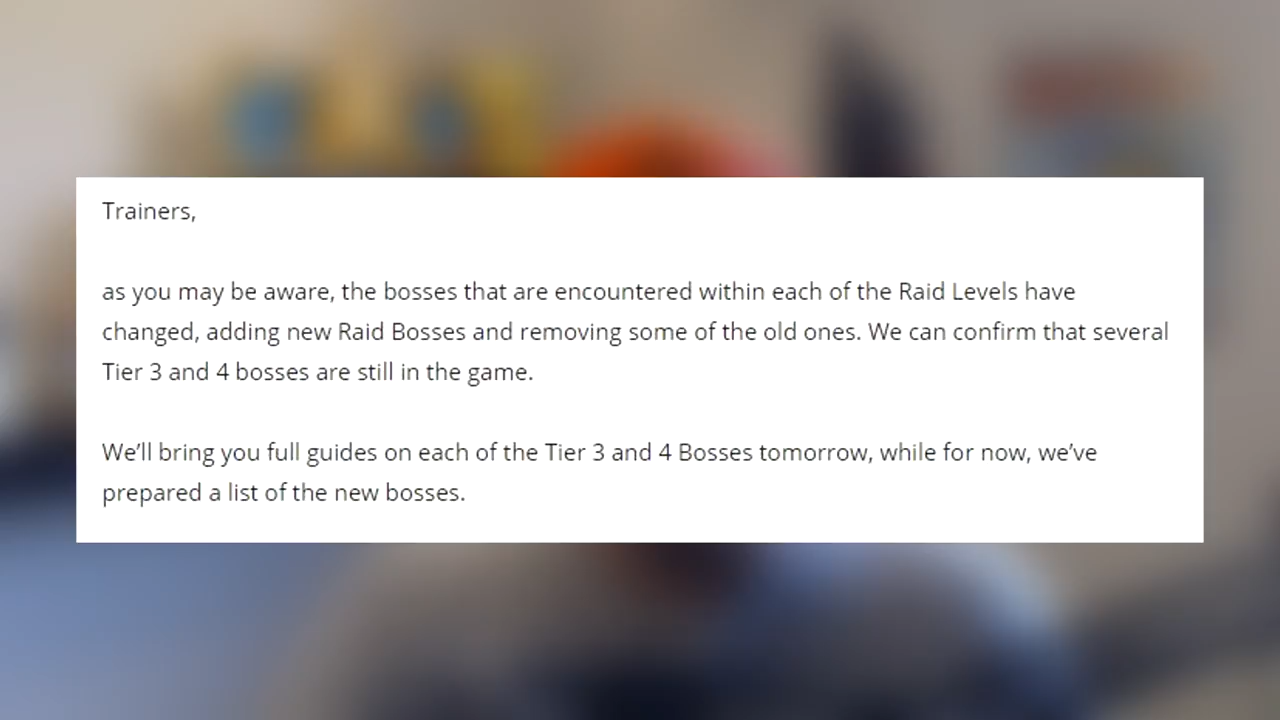 Trainers,
as you may be aware, the bosses that are encountered within each of the Raid Levels have
changed, adding new Raid Bosses and removing some of the old ones. We can confirm that several
Tier 3 and 4 bosses are still in the game.
We’ll bring you full guides on each of the Tier 3 and 4 Bosses tomorrow, while for now, we’ve
prepared a list of the new bosses.